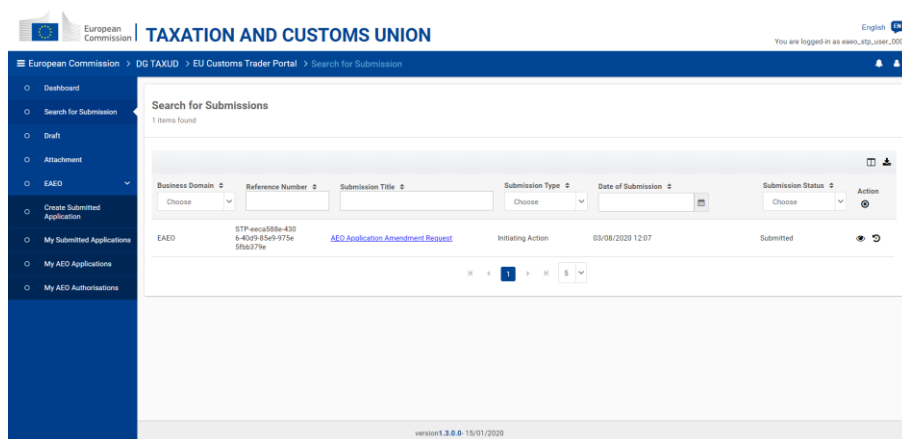 European
Commission
TAXATION AND CUSTOMS UNION
English EN
You are logged-in as eaeo_stp_user_000
European Commission > DG TAXUD > EU Customs Trader Portal > Search for Submission
Dashboard
Search for Submission
Draft
Attachment
EAEO
Create Submitted
Application
My Submitted Applications
My AEO Applications
My AEO Authorisations
Search for Submissions
1 items found
Business Domain Reference Number Submission Title Submission Type Date of Submission Submission Status Action
Choose Choose Choose
EAEO STP-eeca588e-430
6-40d9-85e9-975e
5fbb379e AEO Application Amendment Request Initiating Action 03/08/2020 12:07 Submitted
1 5
version1.3.0.0- 15/01/2020